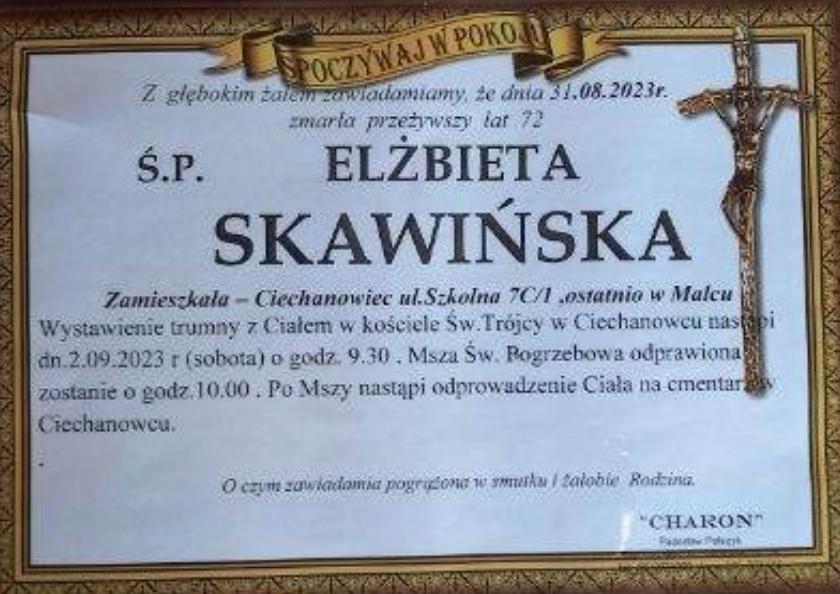 SPOCZYWAJ W POKOJU
Z głębokim żalem zawiadamiamy, że dnia 31.08.2023r.
zmarła przeżywszy lat 72
Ś.P. ELŻBIETA
SKAWIŃSKA
Zamieszkała – Ciechanowiec ul.Szkolna 7C/1 ,ostatnio w Malcu
Wystawienie trumny z Ciałem w kościele Św.Trójcy w Ciechanowcu nastąpi
dn.2.09.2023 r (sobota) o godz. 9.30 . Msza Św. Pogrzebowa odprawiona
zostanie o godz.10.00 . Po Mszy nastąpi odprowadzenie Ciała na cmentarz w
Ciechanowcu.
.
O czym zawiadamia pogrążona w smutku i żałobie Rodzina.
"CHARON"